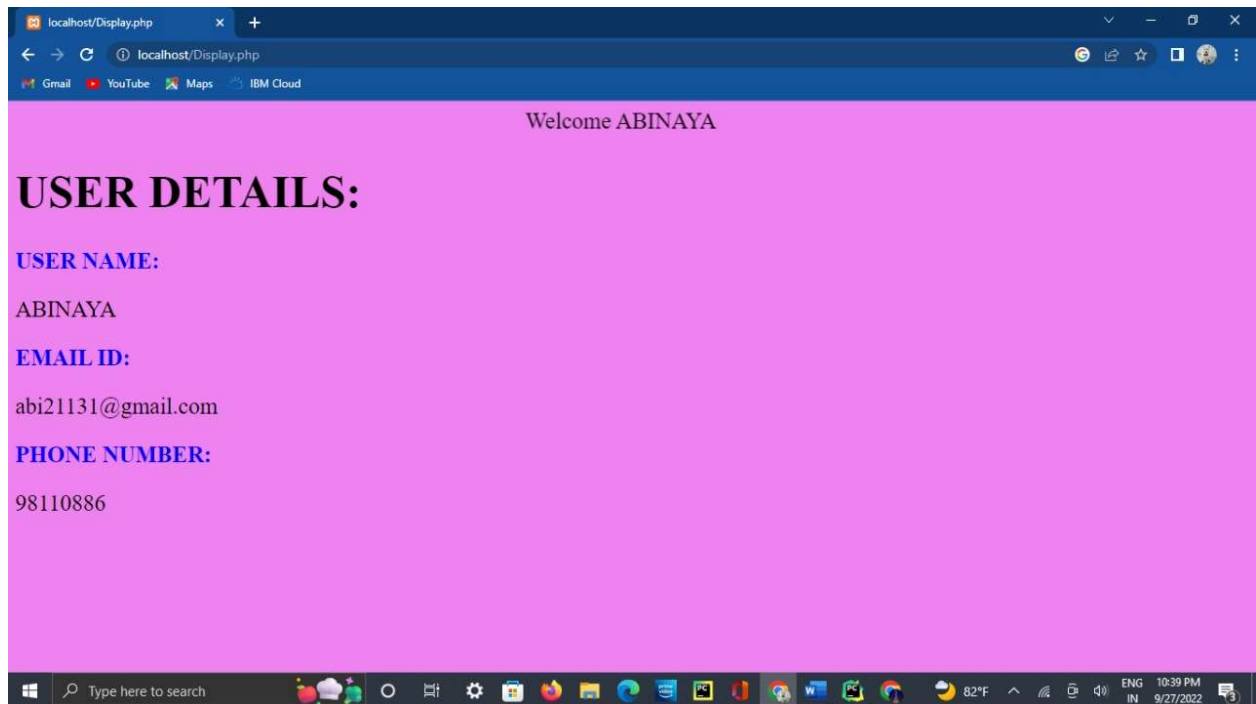 localhost/Display.php
localhost/Display.php
Gmail YouTube Maps IBM Cloud
Welcome ABINAYA
USER DETAILS:
USER NAME:
ABINAYA
EMAIL ID:
abi21131@gmail.com
PHONE NUMBER:
98110886
Type here to search 82°F ENG 10:39 PM
IN 9/27/2022